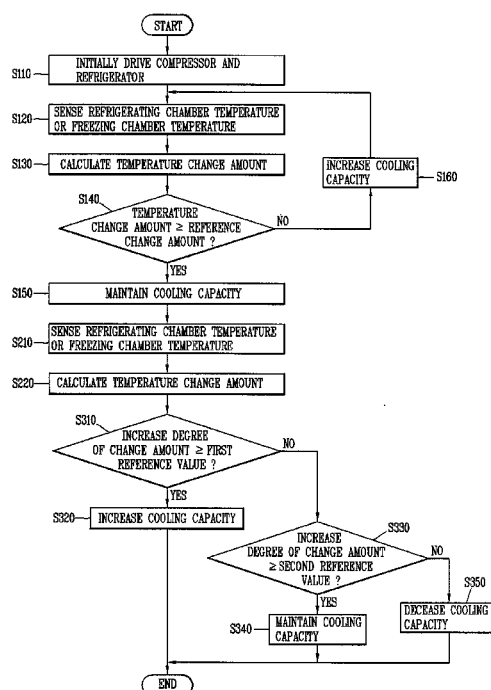 START
S110
INITIALLY DRIVE COMPRESSOR AND
REFRIGERATOR
S120
SENSE REFRIGERATING CHAMBER TEMPERATURE
OR FREEZING CHAMBER TEMPERATURE
S130
CALCULATE TEMPERATURE CHANGE AMOUNT
INCREASE COOLING
CAPACITY
S160
S140
TEMPERATURE
CHANGE AMOUNT ≥ REFERENCE
CHANGE AMOUNT ?
NO
YES
S150
MAINTAIN COOLING CAPACITY
S210
SENSE REFRIGERATING CHAMBER TEMPERATURE
OR FREEZING CHAMBER TEMPERATURE
S220
CALCULATE TEMPERATURE CHANGE AMOUNT
S310
INCREASE DEGREE
OF CHANGE AMOUNT ≥ FIRST
REFERENCE VALUE ?
NO
YES
S320
INCREASE COOLING CAPACITY
S330
INCREASE
DEGREE OF CHANGE AMOUNT
≥ SECOND REFERENCE
VALUE ?
NO
YES
S340
MAINTAIN COOLING
CAPACITY
S350
DECEASE COOLING
CAPACITY
END